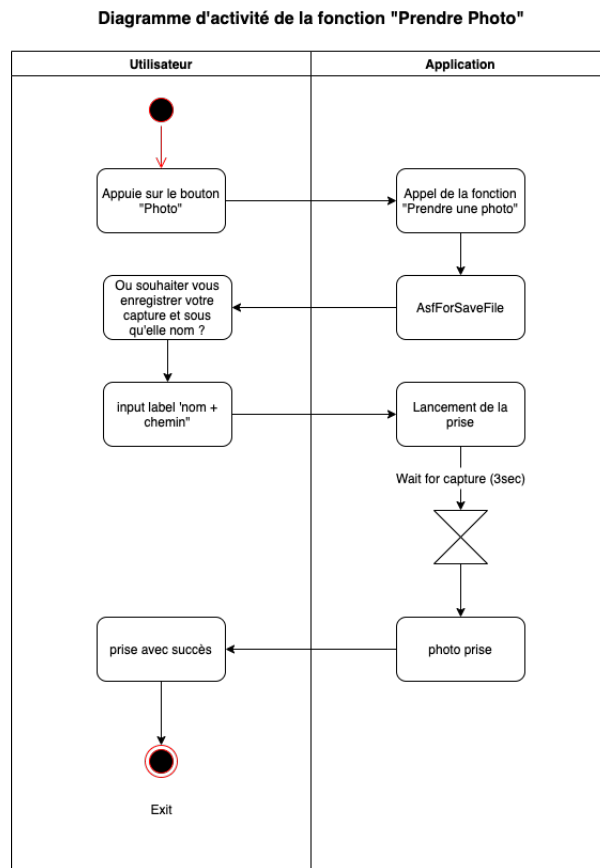 Diagramme d'activité de la fonction "Prendre Photo"
Utilisateur
Application
Appuie sur le bouton
"Photo"
Appel de la fonction
"Prendre une photo"
Ou souhaiter vous
enregistrer votre
capture et sous
qu'elle nom ?
AsfForSaveFile
input label 'nom +
chemin"
Lancement de la
prise
Wait for capture (3sec)
prise avec succès
photo prise
Exit